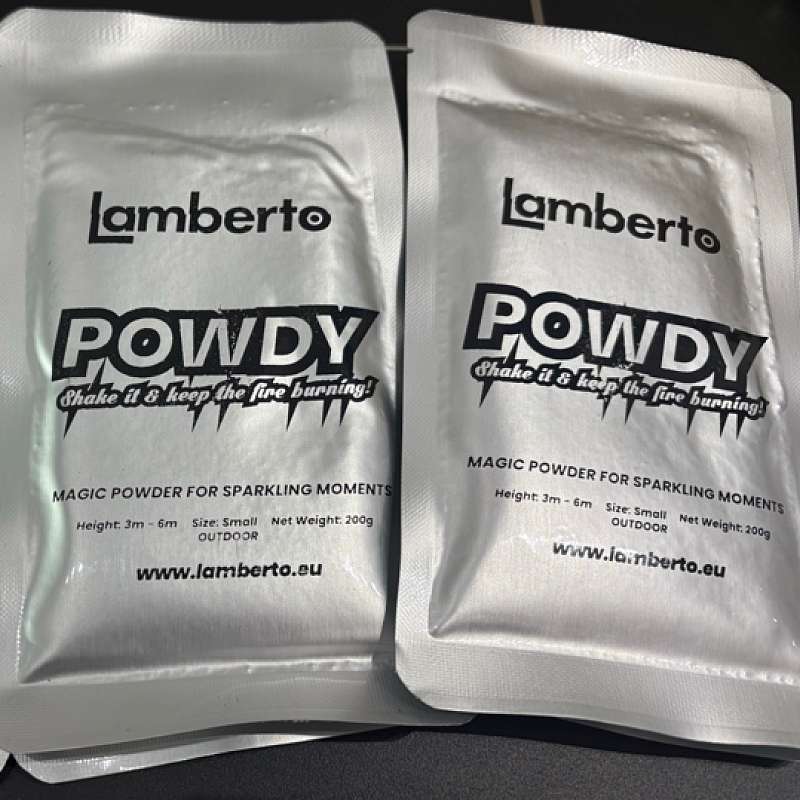 Lamberto
POWDY
Shake it & keep the fire burning!
MAGIC POWDER FOR SPARKLING MOMENTS
Height: 3m - 6m Size: Small Net Weight: 200g
OUTDOOR
www.lamberto.eu
Lamberto
POWDY
Shake it & keep the fire burning!
MAGIC POWDER FOR SPARKLING MOMENTS
Height: 3m - 6m Size: Small Net Weight: 200g
OUTDOOR
www.lamberto.eu